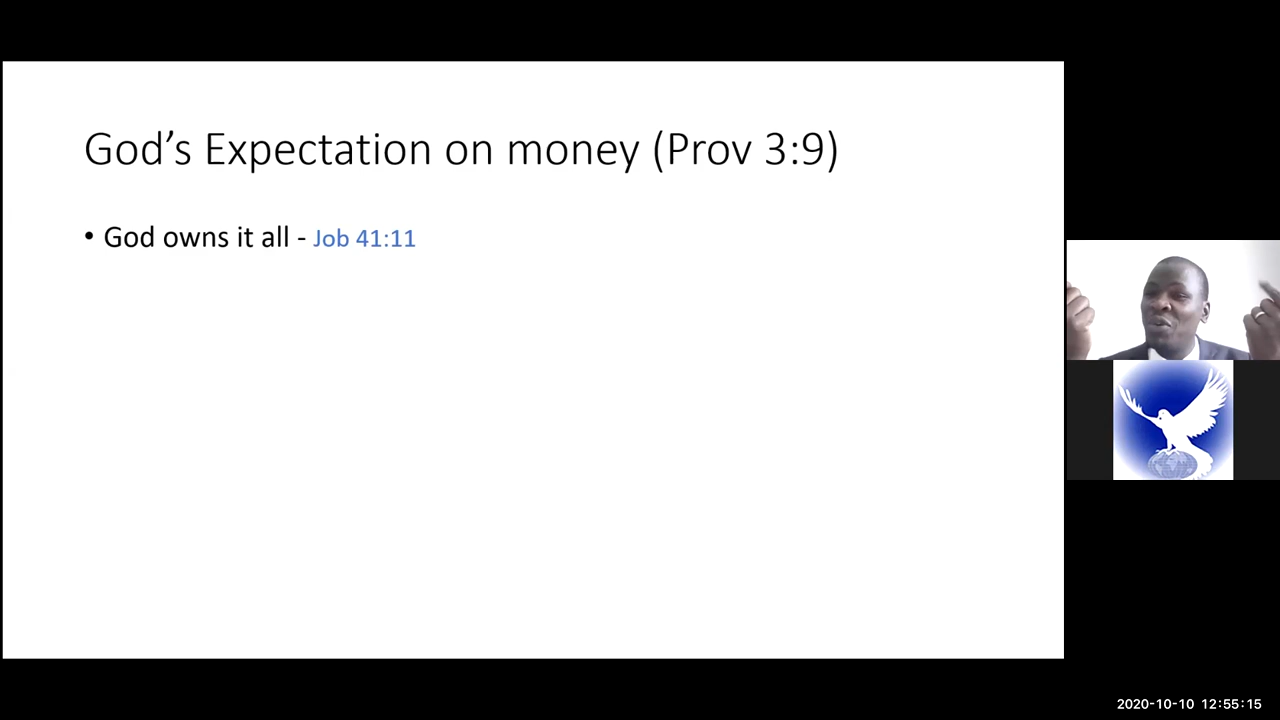 God’s Expectation on money (Prov 3:9)
• God owns it all - Job 41:11
2020-10-10 12:55:15